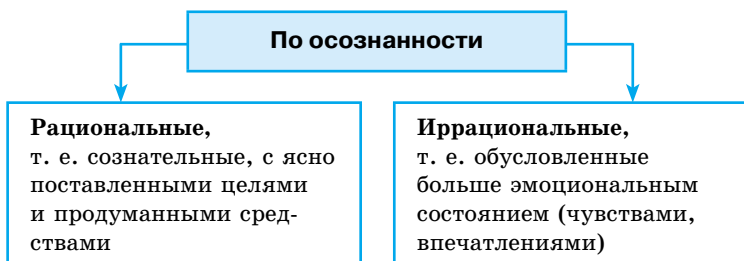 По осознанности
Рациональные,
т. е. сознательные, с ясно
поставленными целями
и продуманными сред-
ствами
Иррациональные,
т. е. обусловленные
больше эмоциональным
состоянием (чувствами,
впечатлениями)